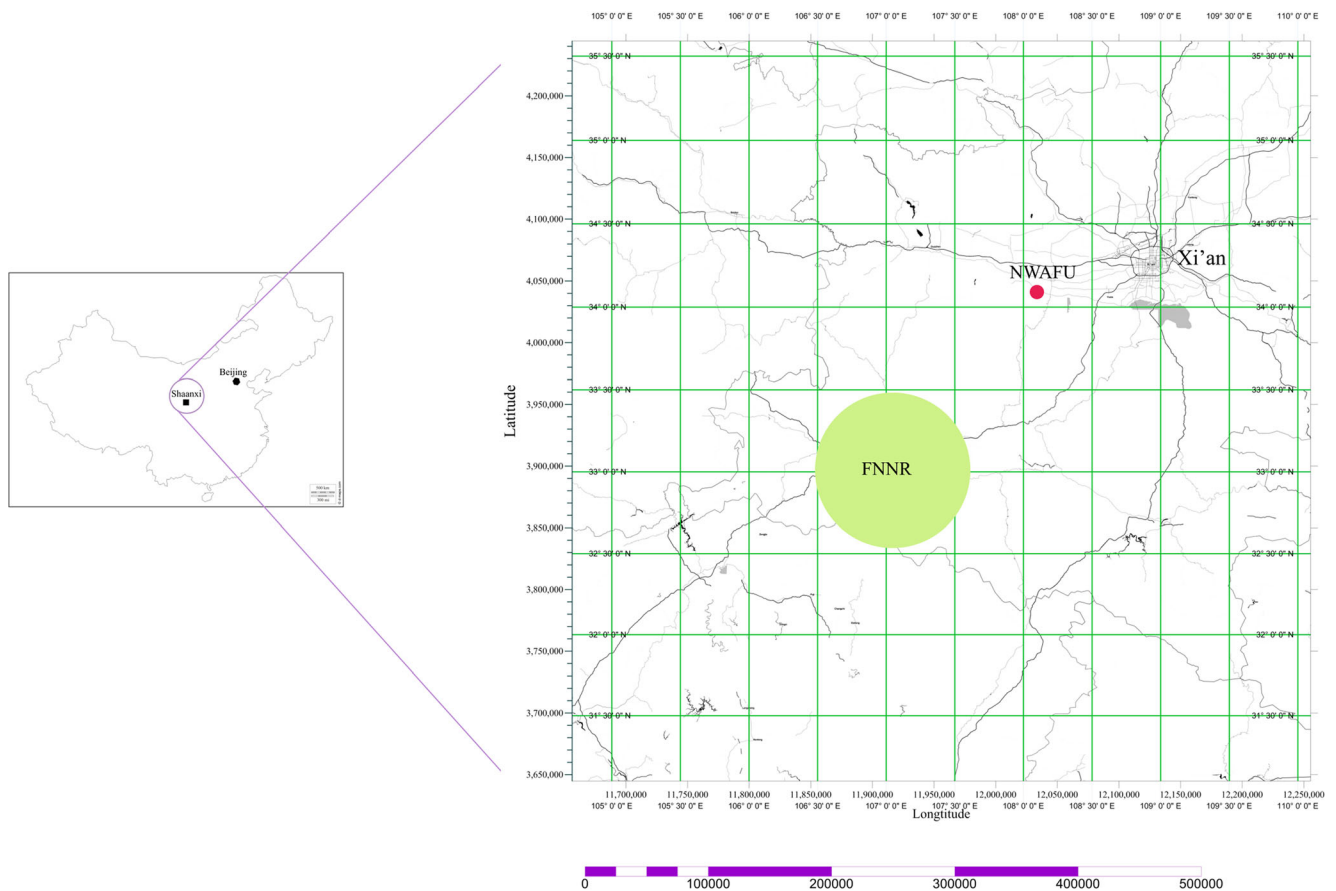 105° 0' 0" E 105° 30' 0" E 106° 0' 0" E 106° 30' 0" E 107° 0' 0" E 107° 30' 0" E 108° 0' 0" E 108° 30' 0" E 109° 0' 0" E 109° 30' 0" E 110° 0' 0" E
35° 30' 0" N 35° 30' 0" N
4,200,000
35° 0' 0" N 35° 0' 0" N
4,150,000
34° 30' 0" N 34° 30' 0" N
4,100,000
Xi'an
NWAFU
4,050,000
34° 0' 0" N 34° 0' 0" N
4,000,000
Beijing
Shaanxi
33° 30' 0" N 33° 30' 0" N
3,950,000
Latitude
FNNR
3,900,000
33° 0' 0" N 33° 0' 0" N
500 km
300 mi
3,850,000
32° 30' 0" N 32° 30' 0" N
3,800,000
32° 0' 0" N 32° 0' 0" N
3,750,000
3,700,000
31° 30' 0" N 31° 30' 0" N
3,650,000
11,700,000 11,750,000 11,800,000 11,850,000 11,900,000 11,950,000 12,000,000 12,050,000 12,100,000 12,150,000 12,200,000 12,250,000
105° 0' 0" E 105° 30' 0" E 106° 0' 0" E 106° 30' 0" E 107° 0' 0" E 107° 30' 0" E 108° 0' 0" E 108° 30' 0" E 109° 0' 0" E 109° 30' 0" E 110° 0' 0" E
Longtitude
0 100000 200000 300000 400000 500000